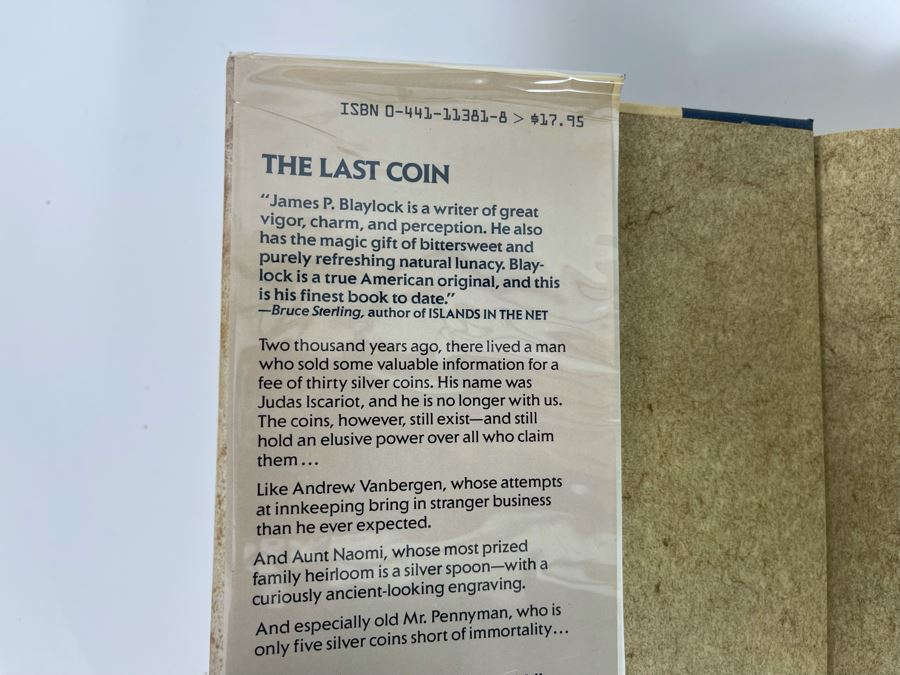 ISBN 0-441-11381-8 > $17.95
THE LAST COIN
“James P. Blaylock is a writer of great
vigor, charm, and perception. He also
has the magic gift of bittersweet and
purely refreshing natural lunacy. Blay-
lock is a true American original, and this
is his finest book to date.”
—Bruce Sterling, author of ISLANDS IN THE NET
Two thousand years ago, there lived a man
who sold some valuable information for a
fee of thirty silver coins. His name was
Judas Iscariot, and he is no longer with us.
The coins, however, still exist—and still
hold an elusive power over all who claim
them...
Like Andrew Vanbergen, whose attempts
at innkeeping bring in stranger business
than he ever expected.
And Aunt Naomi, whose most prized
family heirloom is a silver spoon—with a
curiously ancient-looking engraving.
And especially old Mr. Pennyman, who is
only five silver coins short of immortality...